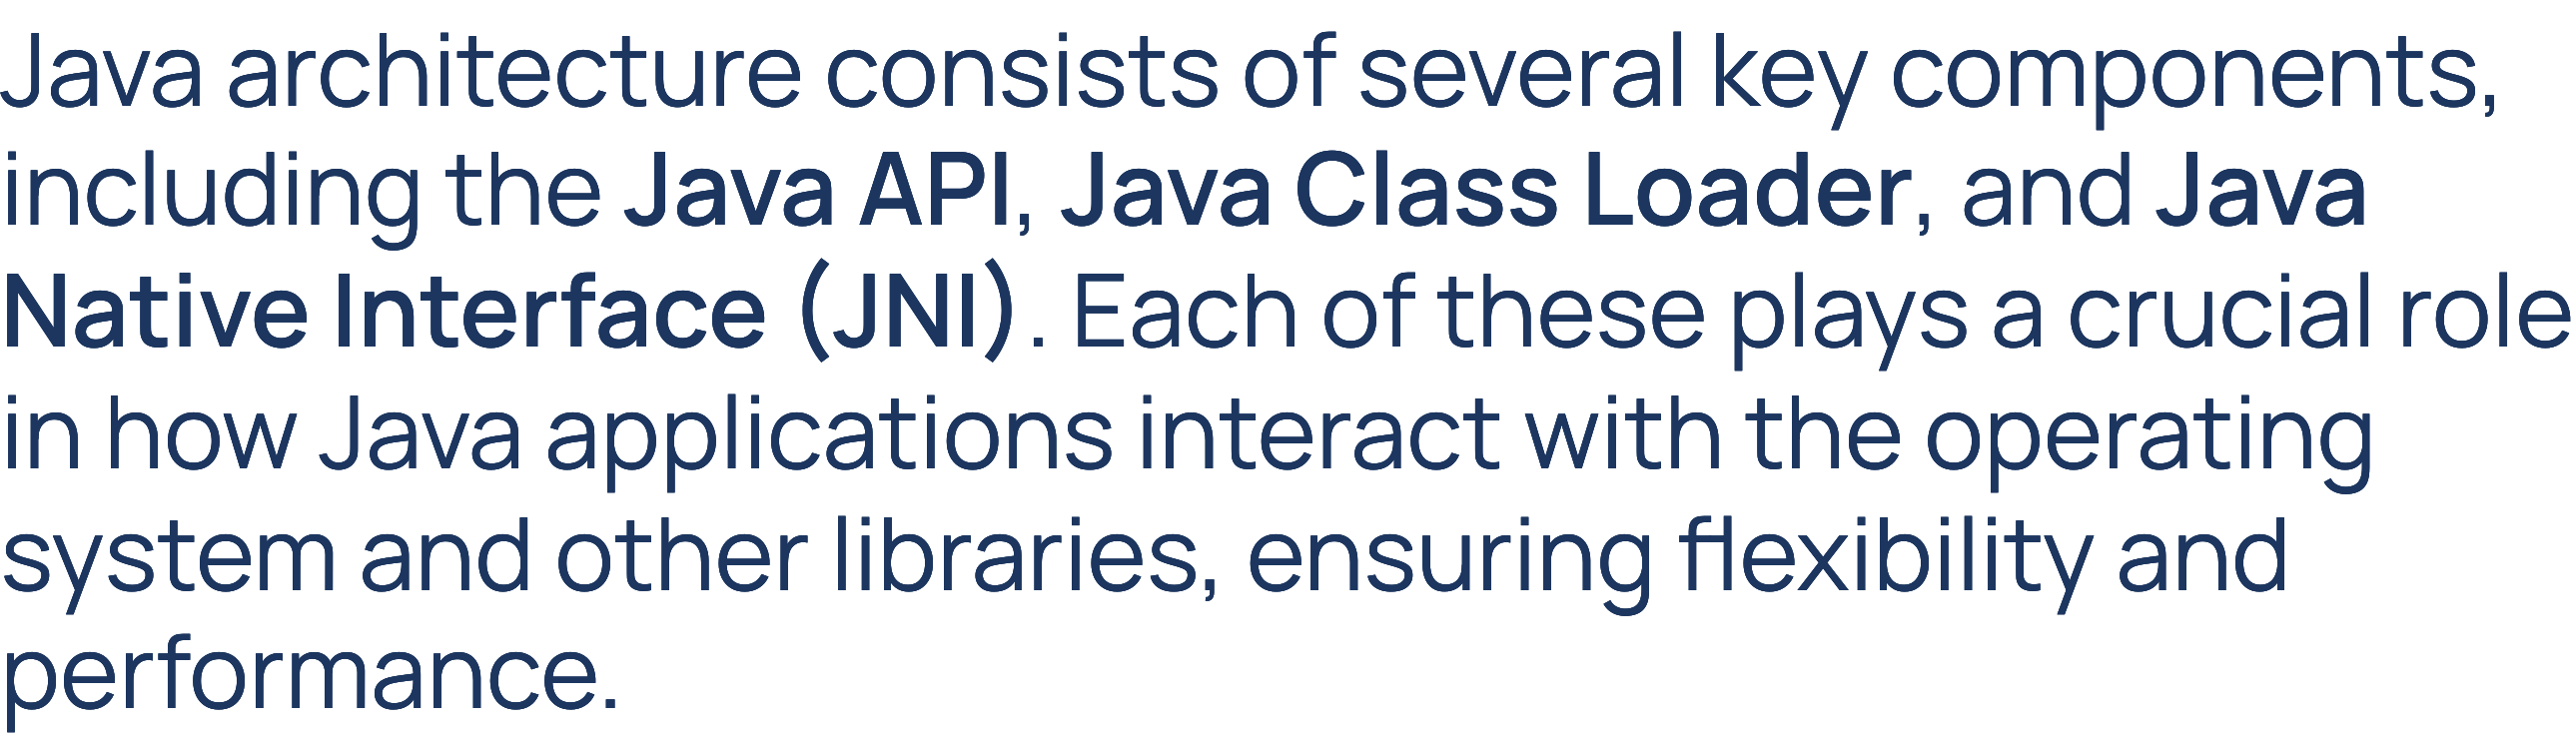 Java architecture consists of several key components,
including the Java API, Java Class Loader, and Java
Native Interface (JNI). Each of these plays a crucial role
in how Java applications interact with the operating
system and other libraries, ensuring flexibility and
performance.